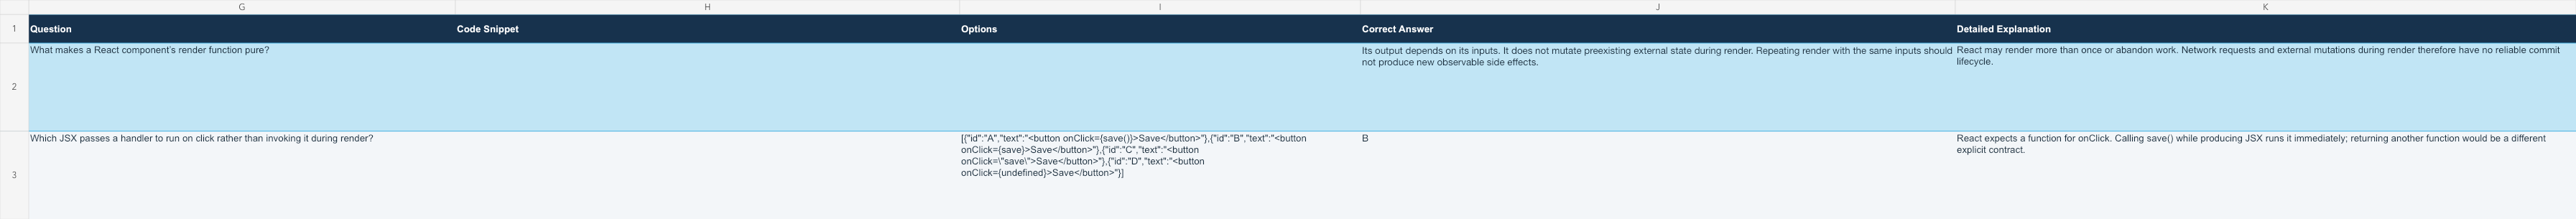 G H I J K
1 Question Code Snippet Options Correct Answer Detailed Explanation
2
What makes a React component's render function pure?
Its output depends on its inputs. It does not mutate preexisting external state during render. Repeating render with the same inputs should
not produce new observable side effects.
React may render more than once or abandon work. Network requests and external mutations during render therefore have no reliable commit
lifecycle.
3
Which JSX passes a handler to run on click rather than invoking it during render?
[{"id":"A","text":"<button onClick={save()}>Save</button>"},{"id":"B","text":"<button
onClick={save}>Save</button>"},{"id":"C","text":"<button
onClick=\"save\">Save</button>"},{"id":"D","text":"<button
onClick={undefined}>Save</button>"}]
B
React expects a function for onClick. Calling save() while producing JSX runs it immediately; returning another function would be a different
explicit contract.